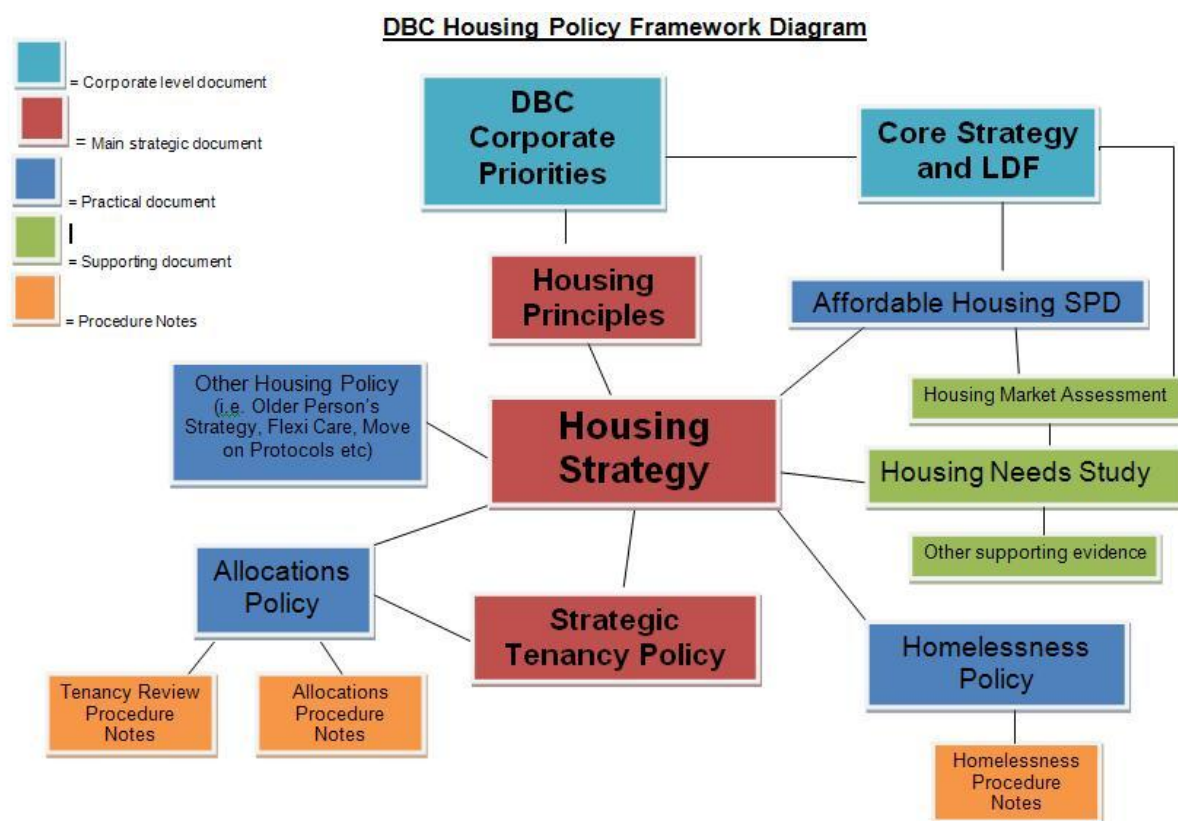 DBC Housing Policy Framework Diagram
= Corporate level document
= Main strategic document
= Practical document
= Supporting document
= Procedure Notes
DBC
Corporate
Priorities
Core Strategy
and LDF
Housing
Principles
Affordable Housing SPD
Other Housing Policy
(i.e. Older Person's
Strategy, Flexi Care, Move
on Protocols etc)
Housing
Strategy
Housing Market Assessment
Housing Needs Study
Other supporting evidence
Allocations
Policy
Strategic
Tenancy Policy
Homelessness
Policy
Tenancy Review
Procedure
Notes
Allocations
Procedure
Notes
Homelessness
Procedure
Notes